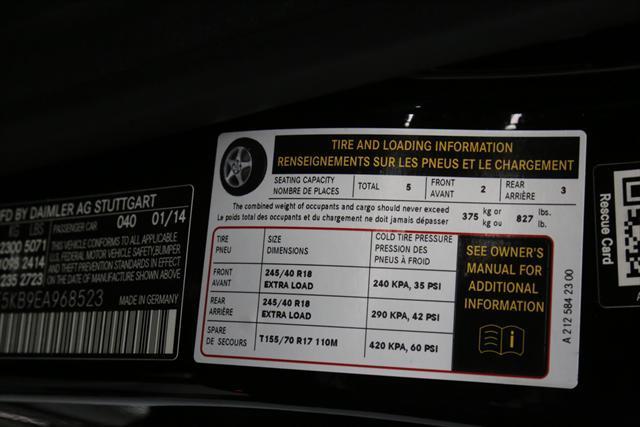 MFD BY DAIMLER AG STUTTGART
PASSENGER CAR 040 01/14
KG LBS
2300 5071
1095 2414
235 2723
THIS VEHICLE CONFORMS TO ALL APPLICABLE
U.S. FEDERAL MOTOR VEHICLE SAFETY, BUMPER
AND THEFT PREVENTION STANDARDS IN EFFECT
ON THE DATE OF MANUFACTURE SHOWN ABOVE.
5KB9EA968523
MADE IN GERMANY
TIRE AND LOADING INFORMATION
RENSEIGNEMENTS SUR LES PNEUS ET LE CHARGEMENT
SEATING CAPACITY
NOMBRE DE PLACES
TOTAL 5
FRONT
AVANT
2
REAR
ARRIÈRE
3
The combined weight of occupants and cargo should never exceed
Le poids total des occupants et du chargement ne doit jamais dépasser
375 kg or
kg ou
827 lbs.
lb.
TIRE
PNEU
SIZE
DIMENSIONS
COLD TIRE PRESSURE
PRESSION DES
PNEUS À FROID
FRONT
AVANT
245/40 R18
EXTRA LOAD
240 KPA, 35 PSI
REAR
ARRIÈRE
245/40 R18
EXTRA LOAD
290 KPA, 42 PSI
SPARE
DE SECOURS
T155/70 R17 110M
420 KPA, 60 PSI
SEE OWNER'S
MANUAL FOR
ADDITIONAL
INFORMATION
A 212 584 23 00
Rescue Card